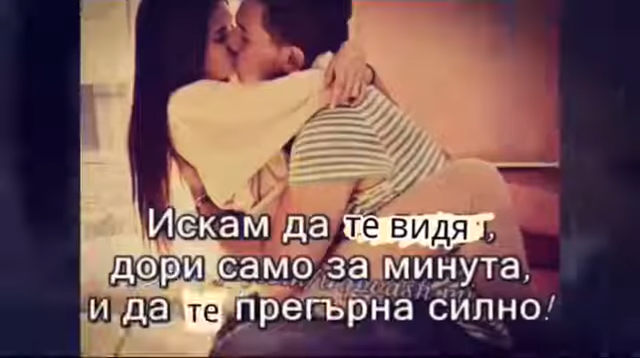 Искам да те видя,
дори само за минута,
и да те прегърна силно!